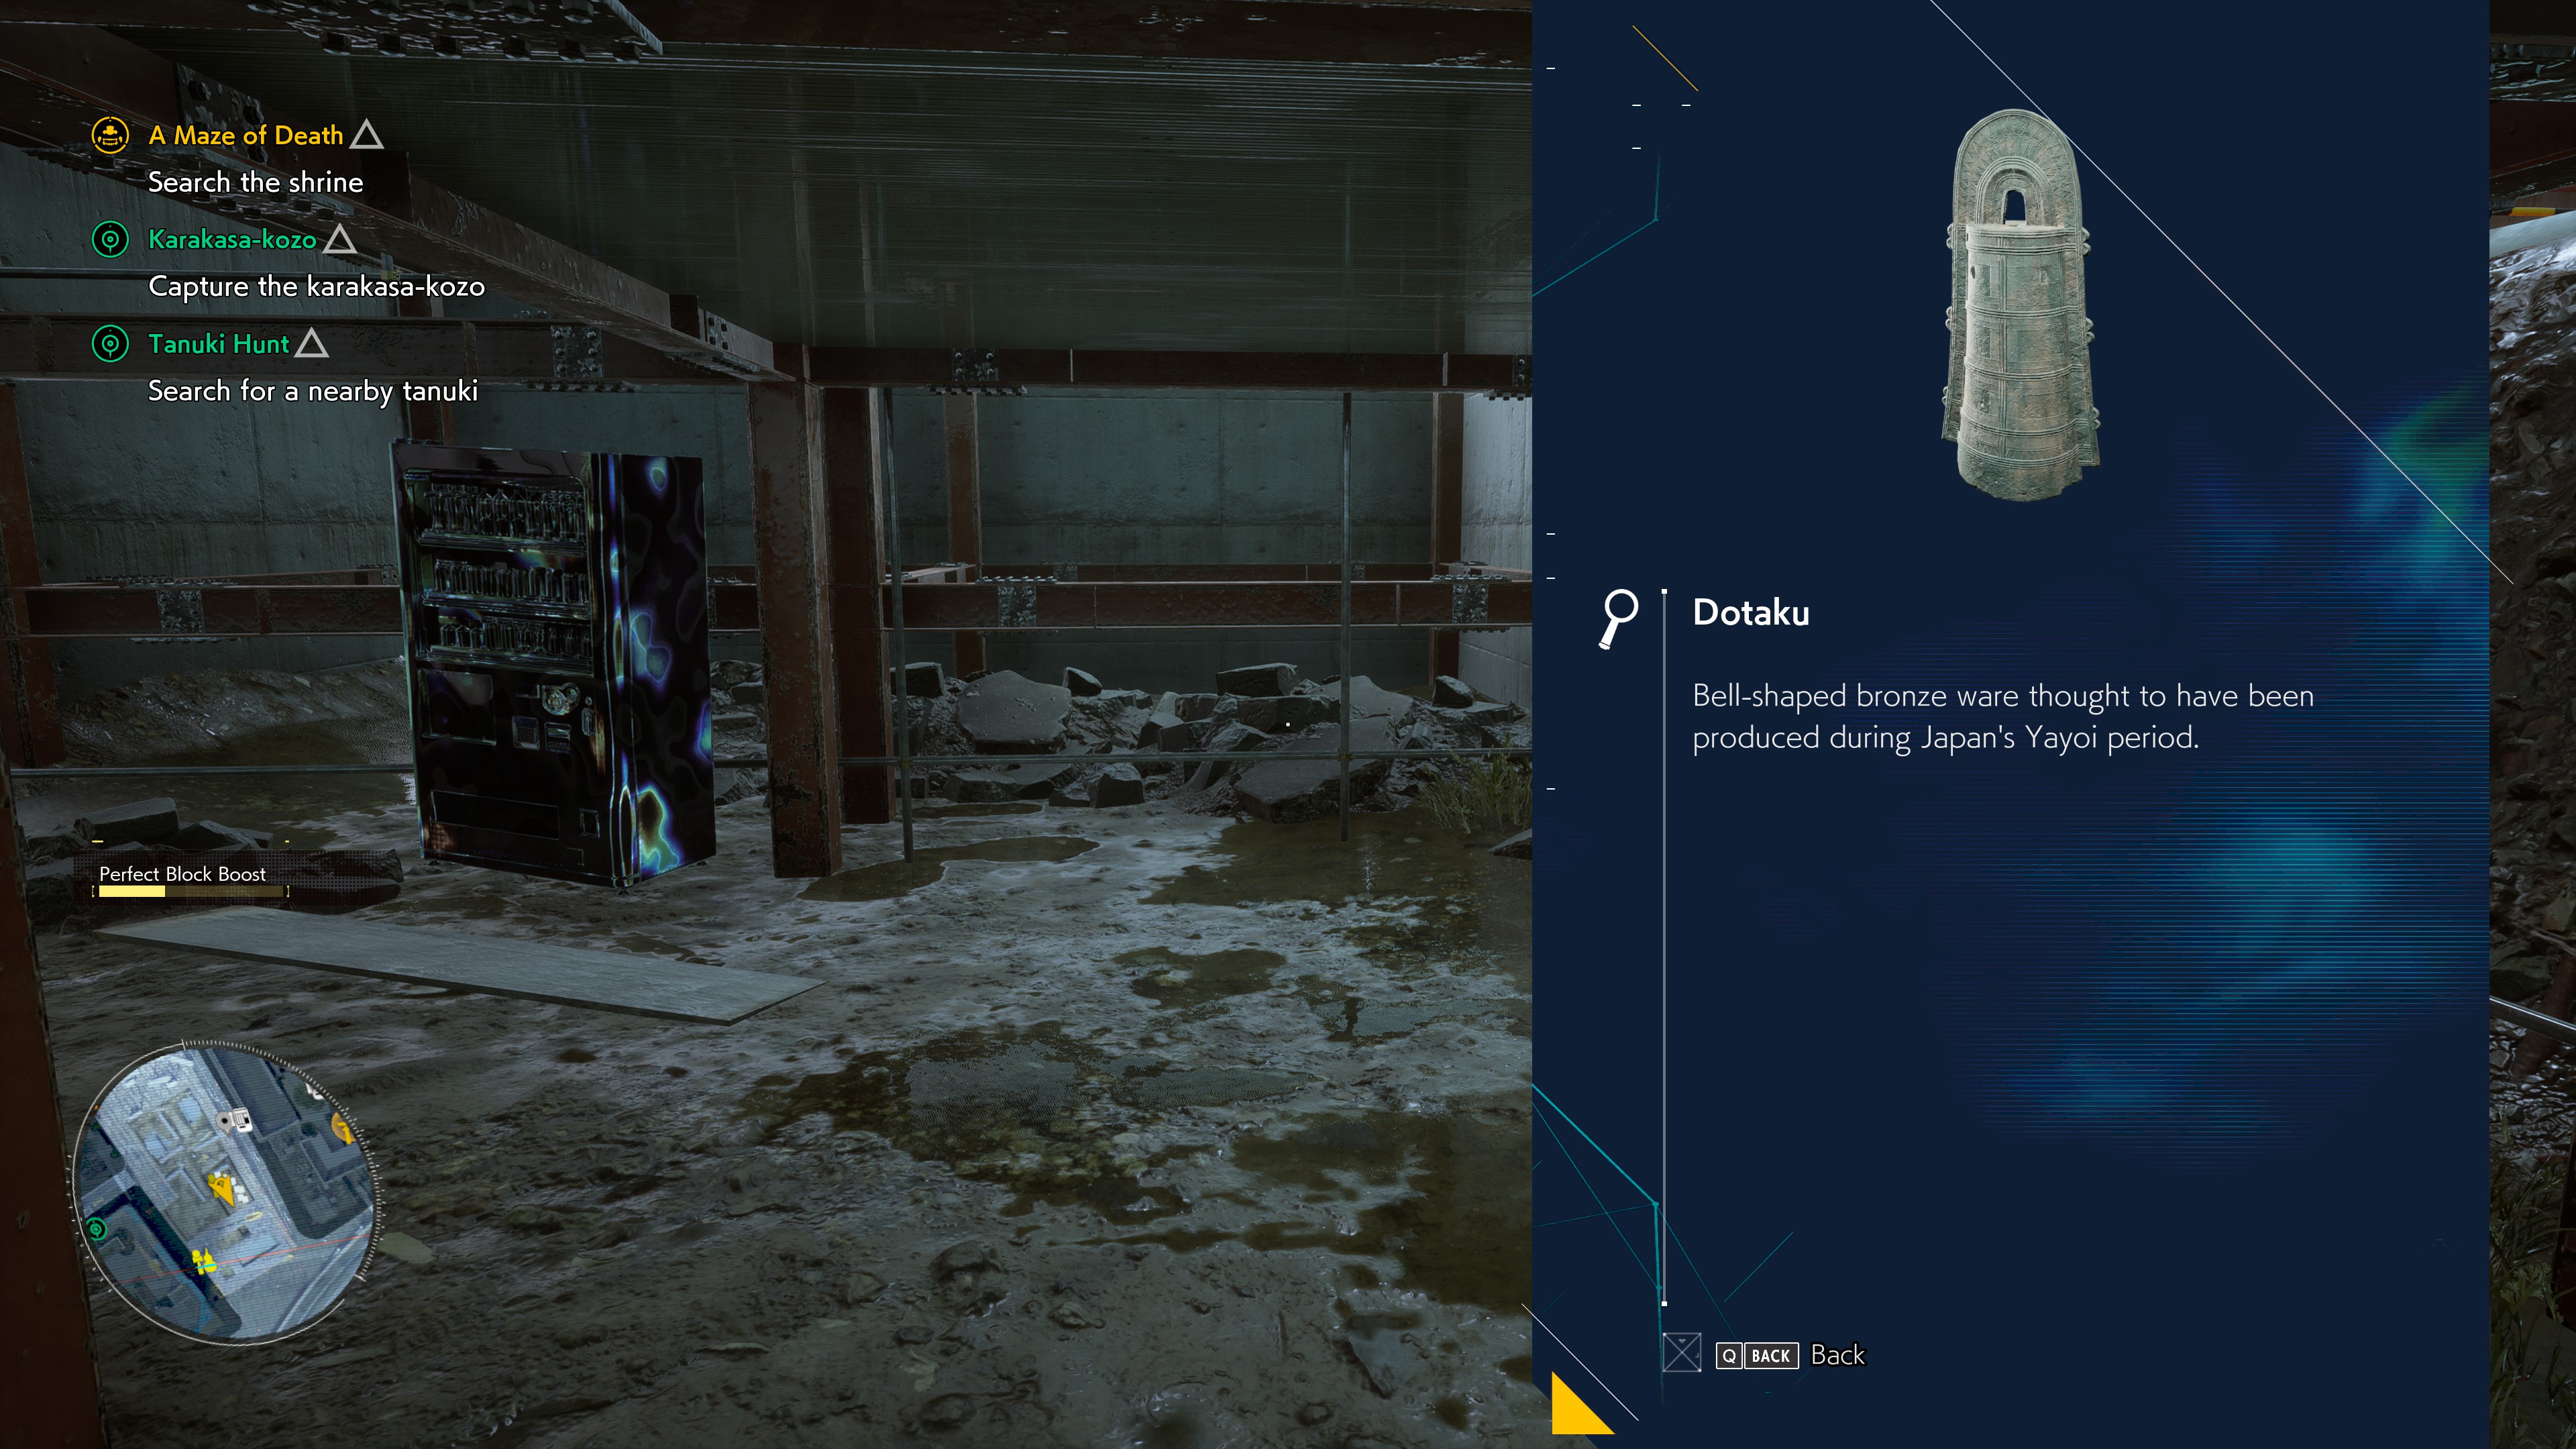 A Maze of Death
Search the shrine
Karakasa-kozo
Capture the karakasa-kozo
Tanuki Hunt
Search for a nearby tanuki
Perfect Block Boost
Dotaku
Bell-shaped bronze ware thought to have been
produced during Japan's Yayoi period.
Q BACK Back